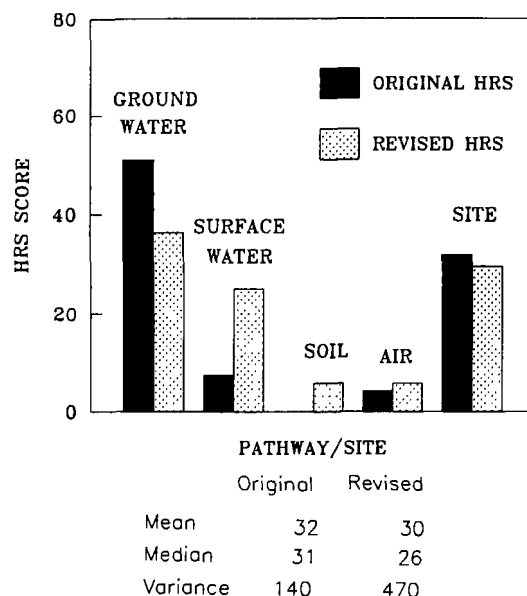 80
60
40
20
0
HRS SCORE
GROUND
WATER
SURFACE
WATER
SOIL
AIR
SITE
ORIGINAL HRS
REVISED HRS
PATHWAY/SITE
Original Revised
Mean 32 30
Median 31 26
Variance 140 470